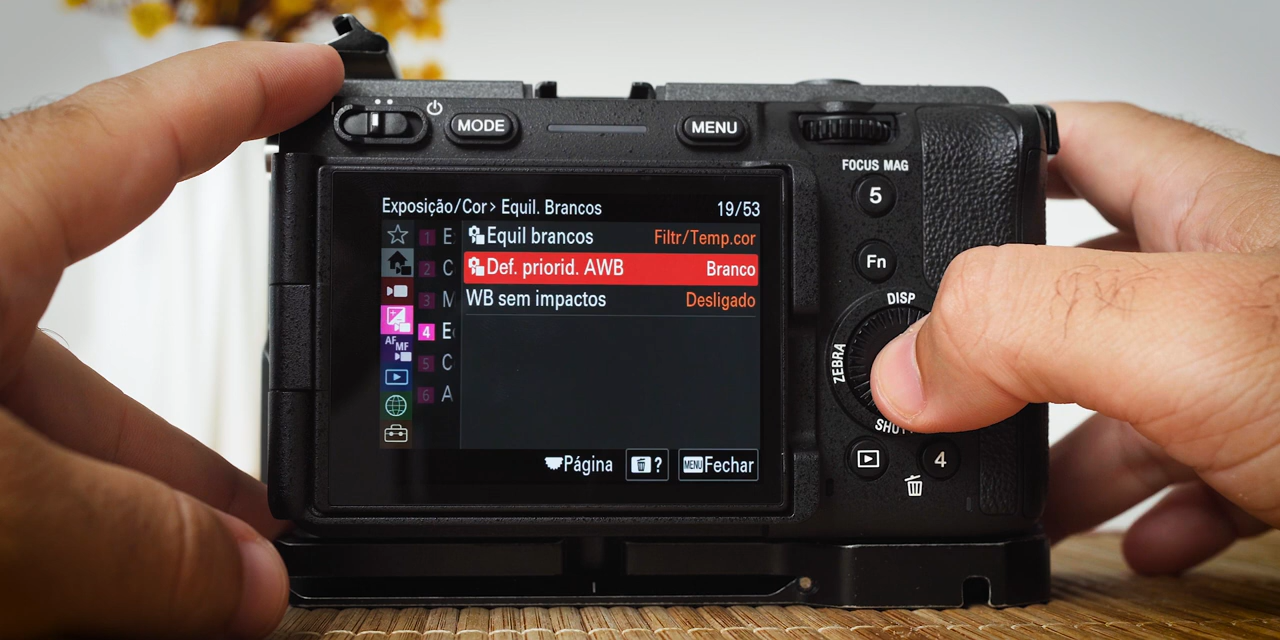 MODE
MENU
FOCUS MAG
5
Fn
DISP
ZEBRA
4
Exposição/Cor> Equil. Brancos 19/53
1 E
2 C
3 M
4 E
5 C
6 A
AF MF
Equil brancos Filtr/Temp.cor
Def. priorid. AWB Branco
WB sem impactos Desligado
Página ? MENU Fechar